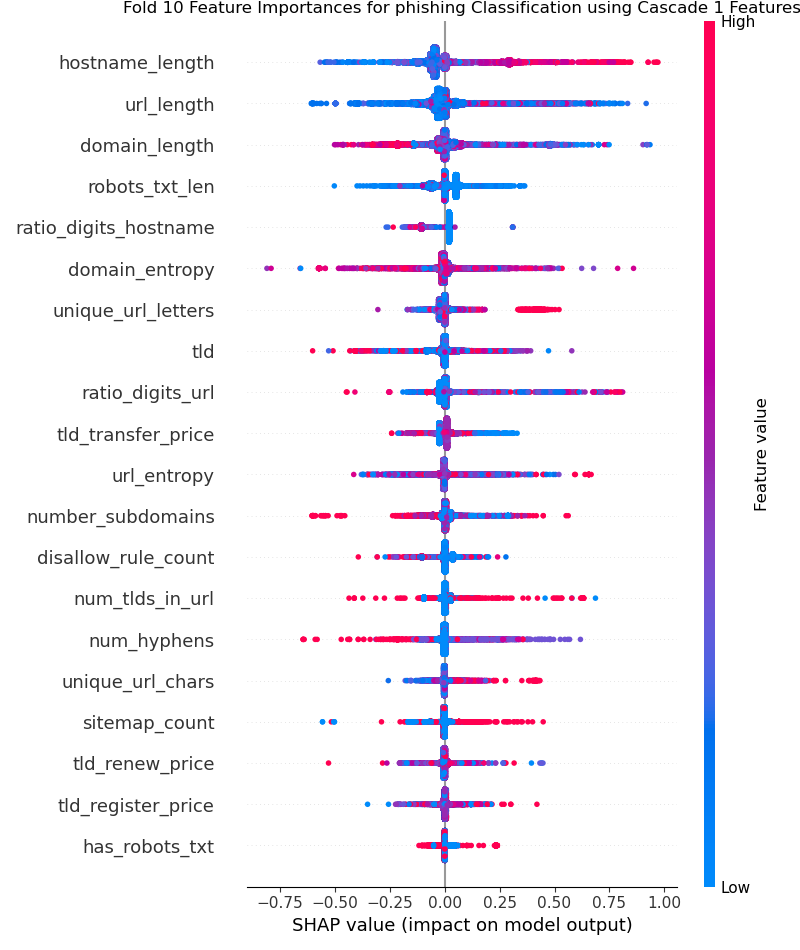 Fold 10 Feature Importances for phishing Classification using Cascade 1 Features
High
hostname_length
url_length
domain_length
robots_txt_len
ratio_digits_hostname
domain_entropy
unique_url_letters
tld
ratio_digits_url
tld_transfer_price
url_entropy
number_subdomains
disallow_rule_count
num_tlds_in_url
num_hyphens
unique_url_chars
sitemap_count
tld_renew_price
tld_register_price
has_robots_txt
Feature value
Low
−0.75 −0.50 −0.25 0.00 0.25 0.50 0.75 1.00
SHAP value (impact on model output)